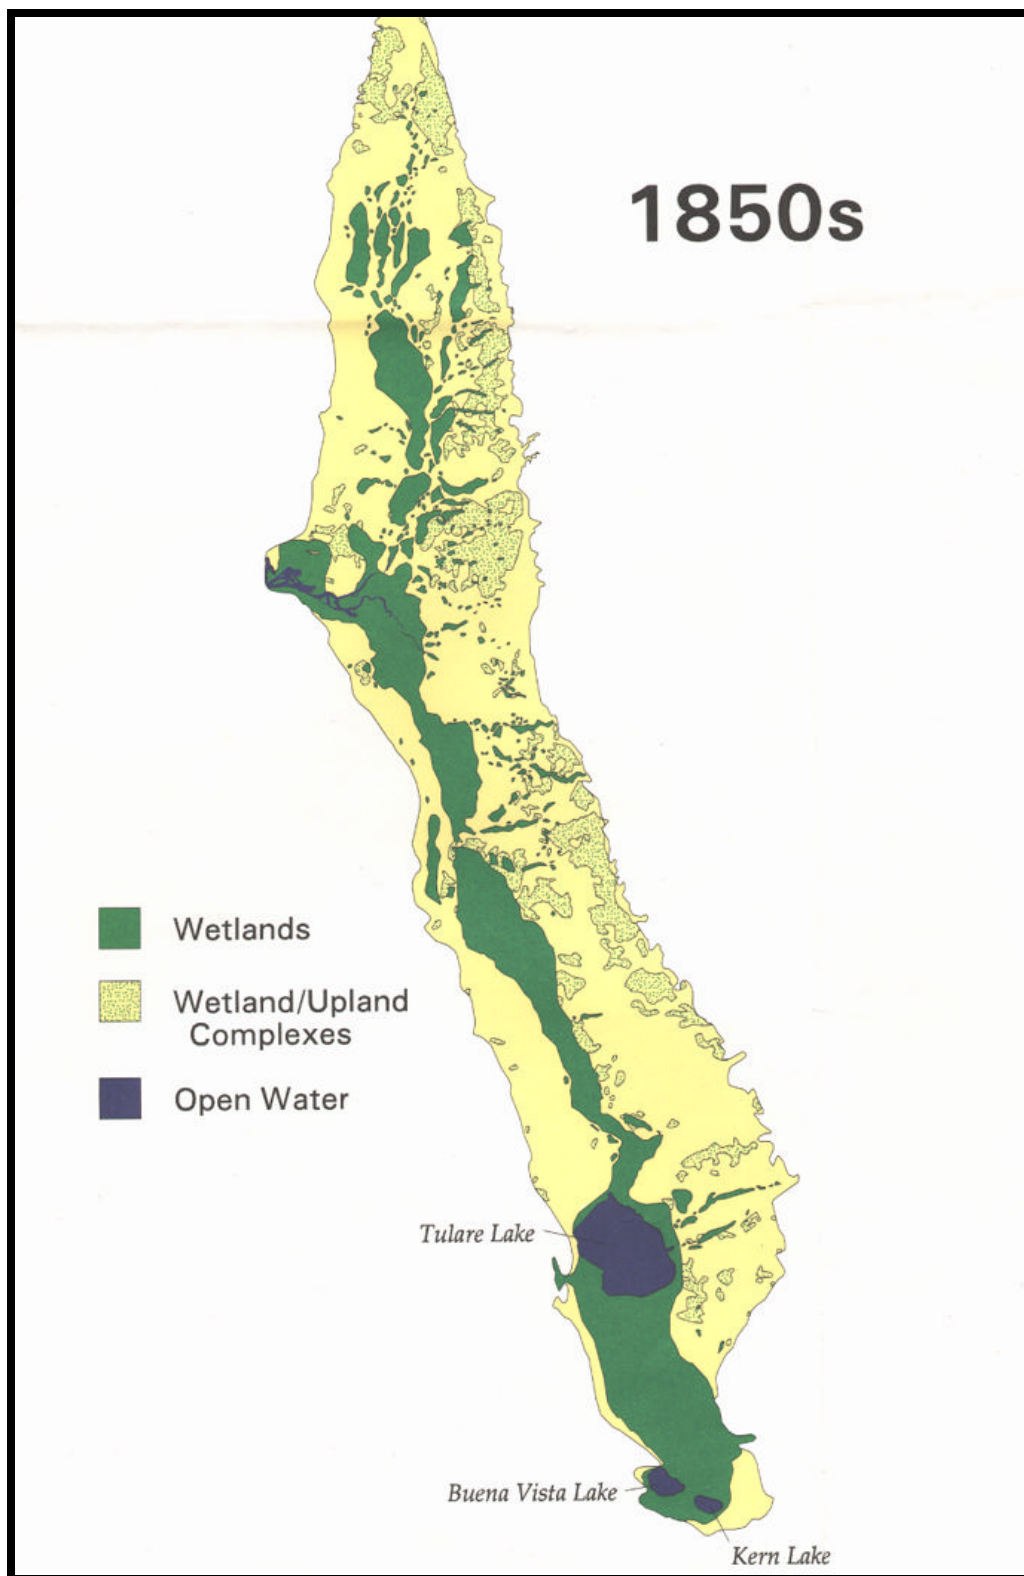 1850s
Wetlands
Wetland/Upland
Complexes
Open Water
Tulare Lake
Buena Vista Lake
Kern Lake